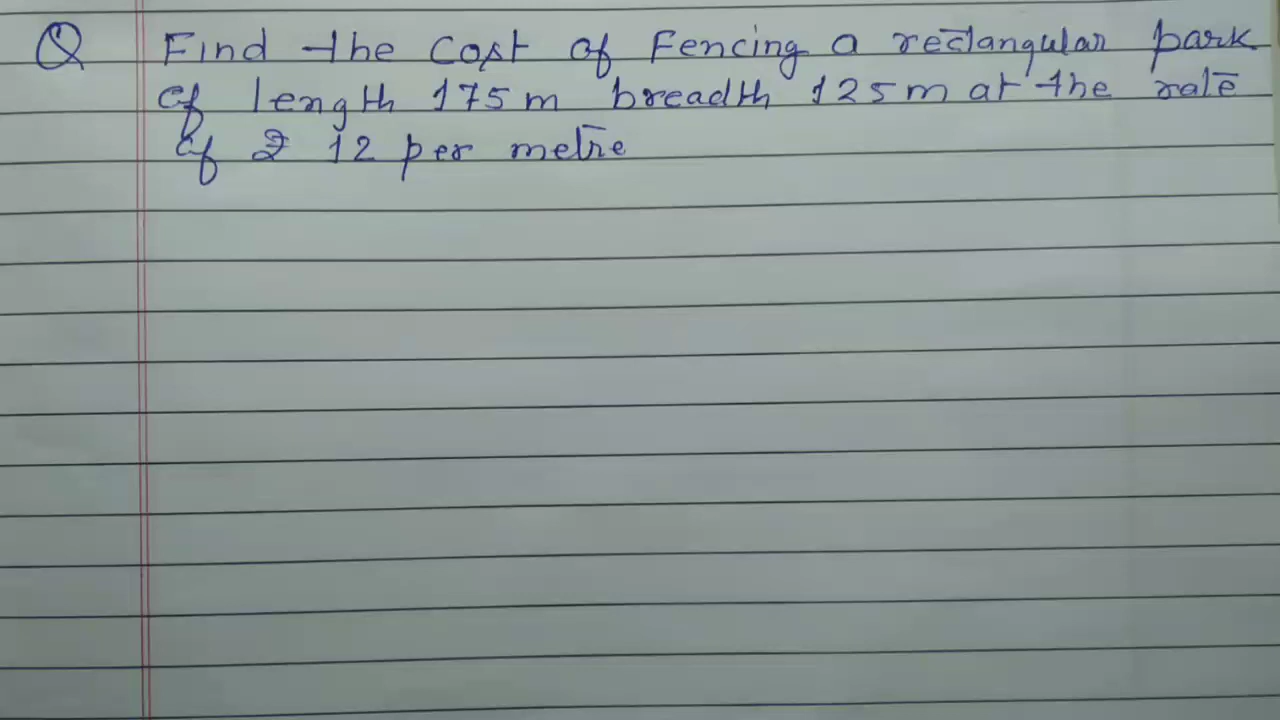 Q Find the cost of Fencing a rectangular park
of length 175 m breadth 125 m at the rate
of ₹ 12 per metre